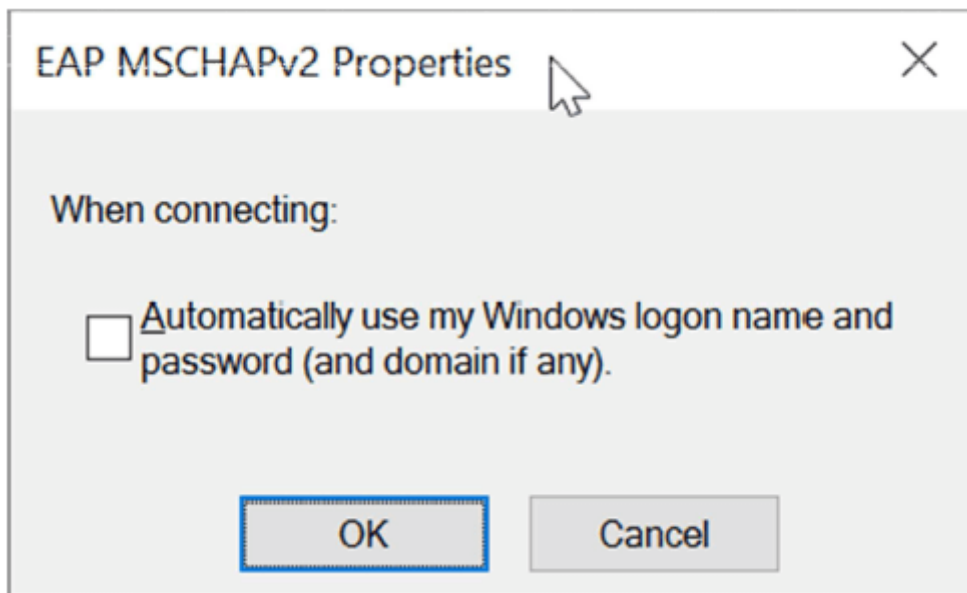 EAP MSCHAPv2 Properties
When connecting:
Automatically use my Windows logon name and
password (and domain if any).
OK
Cancel